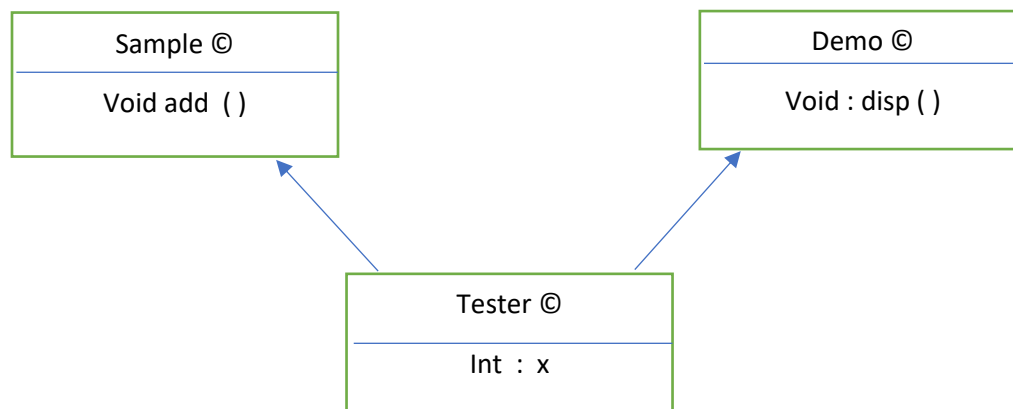 Sample ©
Void add ( )
Demo ©
Void : disp ( )
Tester ©
Int : x